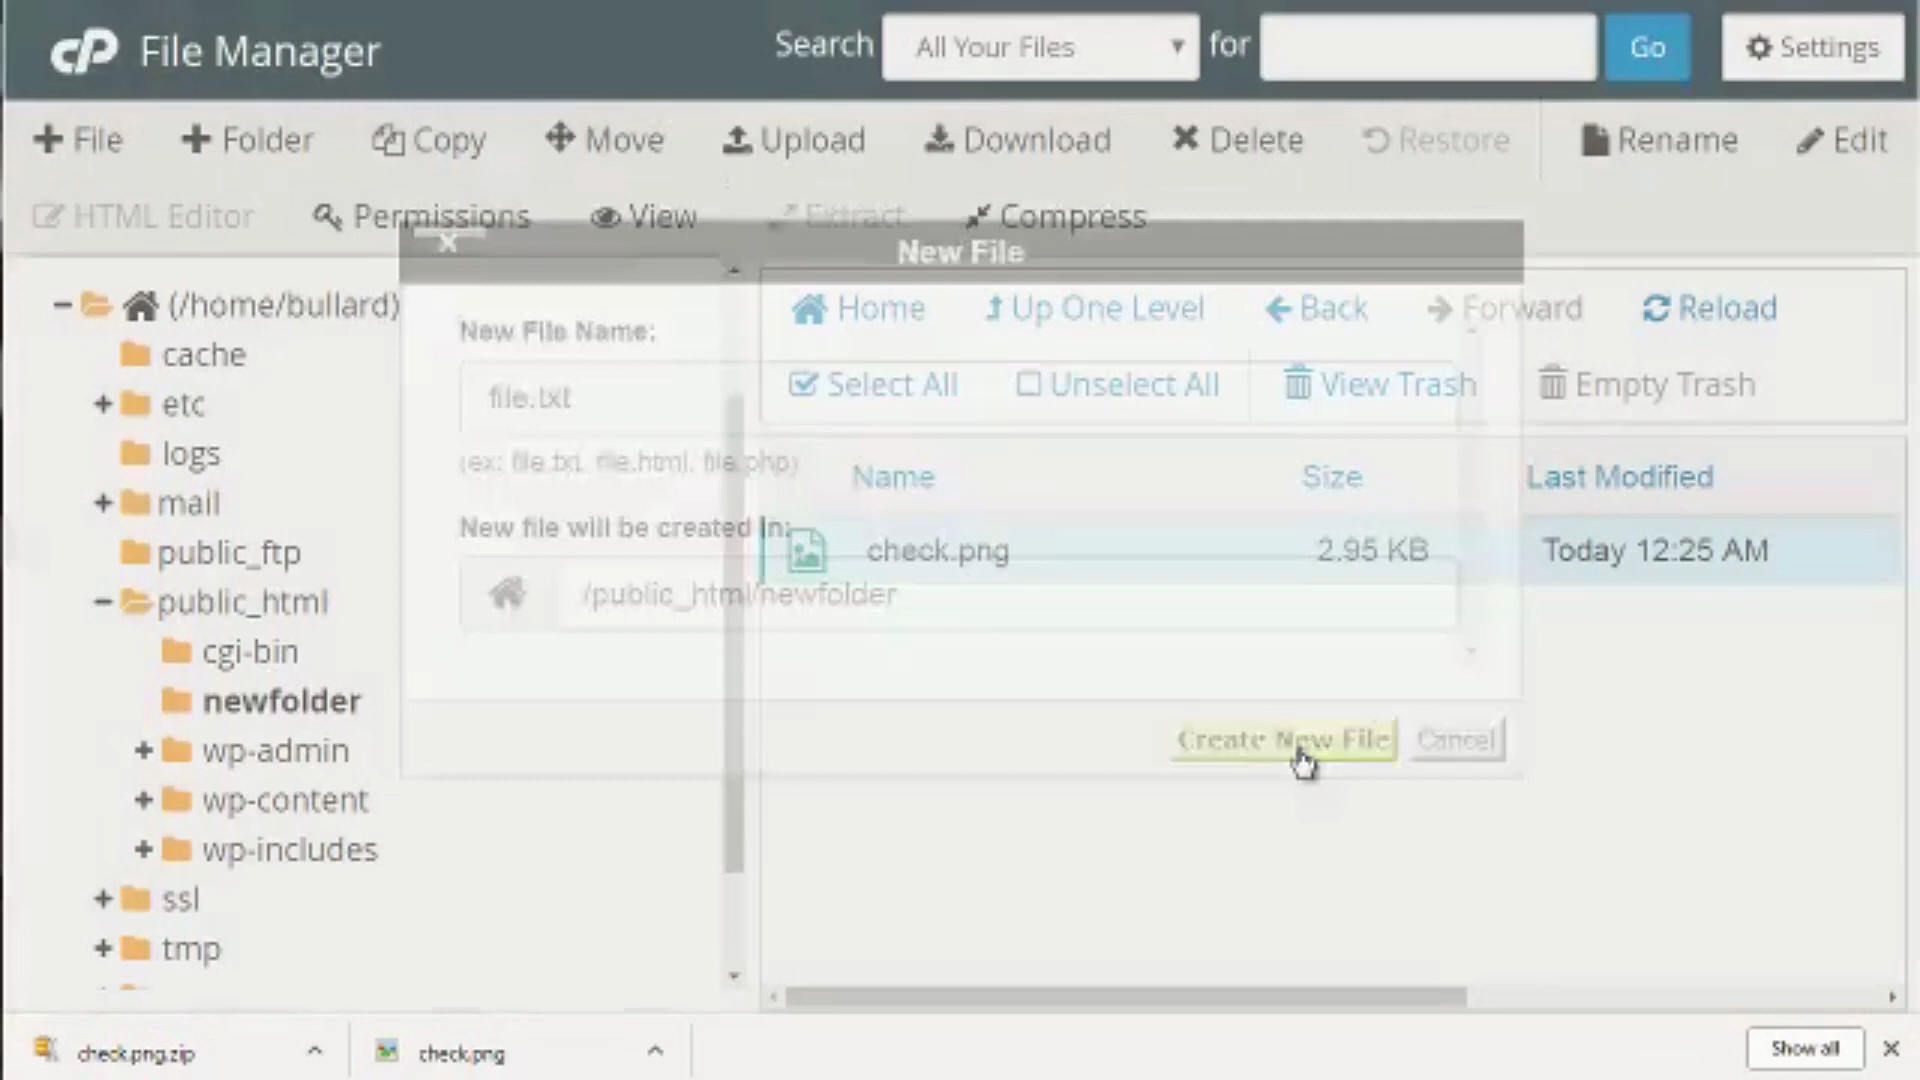 cP File Manager
Search All Your Files for Go Settings
File Folder Copy Move Upload Download Delete Restore Rename Edit
HTML Editor Permissions View Extract Compress
x New File
(/home/bullard)
cache
etc
logs
mail
public_ftp
public_html
cgi-bin
newfolder
wp-admin
wp-content
wp-includes
ssl
tmp
New File Name:
file.txt
(ex: file.txt, file.html, file.php)
New file will be created in:
/public_html/newfolder
Create New File Cancel
Home Up One Level Back Forward Reload
Select All Unselect All View Trash Empty Trash
Name Size Last Modified
check.png 2.95 KB Today 12:25 AM
check.png.zip check.png Show all